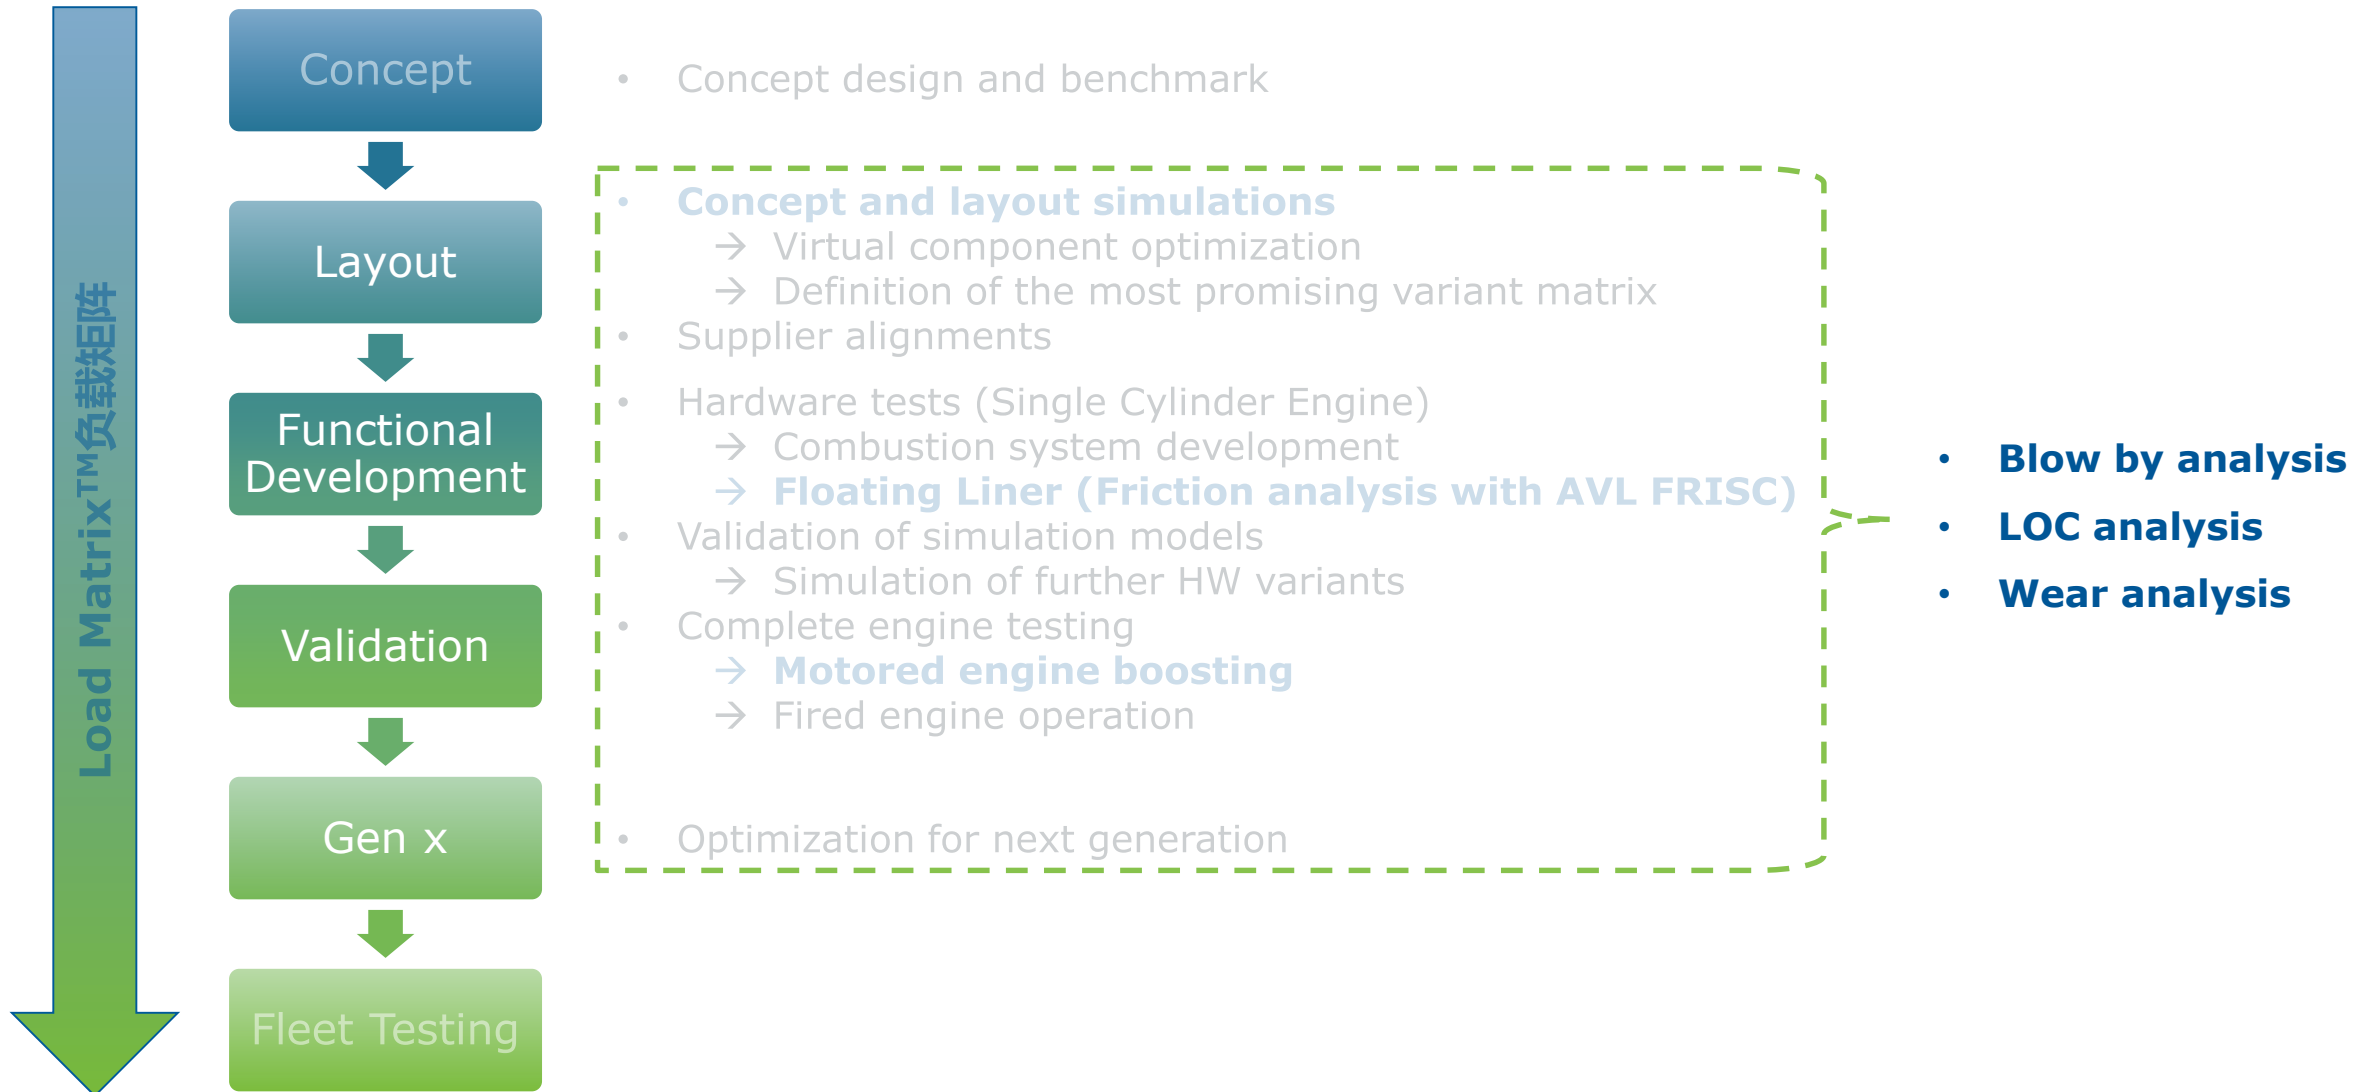 Load Matrix™负载矩阵
Concept
• Concept design and benchmark
Layout
• Concept and layout simulations
→ Virtual component optimization
→ Definition of the most promising variant matrix
• Supplier alignments
Functional
Development
• Hardware tests (Single Cylinder Engine)
→ Combustion system development
→ Floating Liner (Friction analysis with AVL FRISC)
• Validation of simulation models
→ Simulation of further HW variants
Validation
• Complete engine testing
→ Motored engine boosting
→ Fired engine operation
Gen x
• Optimization for next generation
Fleet Testing
• Blow by analysis
• LOC analysis
• Wear analysis